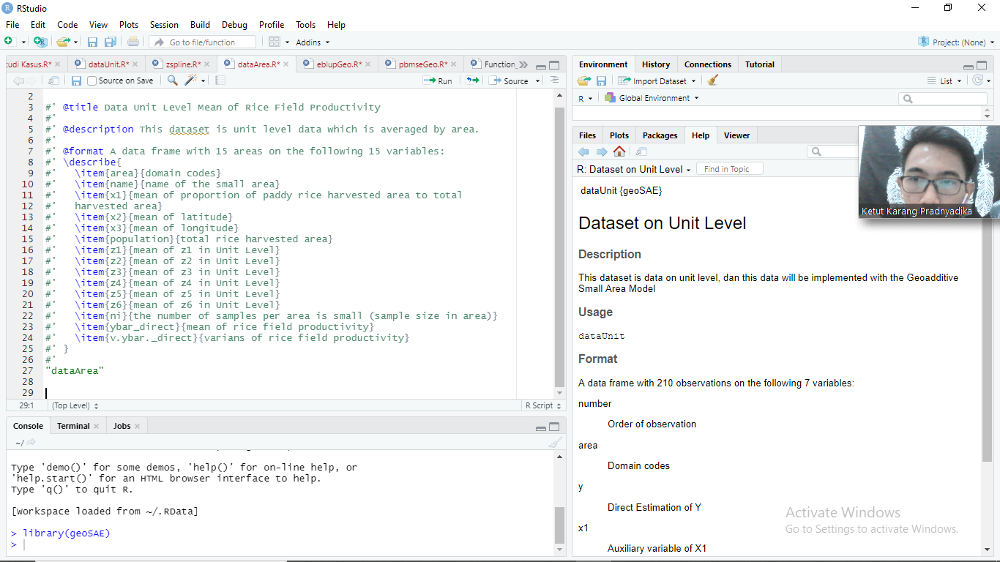 RStudio
File Edit Code View Plots Session Build Debug Profile Tools Help
Go to file/function Addins Project: (None)
tudi Kasus.R* dataUnit.R* zspline.R* dataArea.R* eblupGeo.R* pbmseGeo.R* Function_
Source on Save Run Source
2
3 #' @title Data Unit Level Mean of Rice Field Productivity
4 #'
5 #' @description This dataset is unit level data which is averaged by area.
6 #'
7 #' @format A data frame with 15 areas on the following 15 variables:
8 #' \describe{
9 #'   \item{area}{domain codes}
10 #'   \item{name}{name of the small area}
11 #'   \item{x1}{mean of proportion of paddy rice harvested area to total
12 #'   harvested area}
13 #'   \item{x2}{mean of latitude}
14 #'   \item{x3}{mean of longitude}
15 #'   \item{population}{total rice harvested area}
16 #'   \item{z1}{mean of z1 in Unit Level}
17 #'   \item{z2}{mean of z2 in Unit Level}
18 #'   \item{z3}{mean of z3 in Unit Level}
19 #'   \item{z4}{mean of z4 in Unit Level}
20 #'   \item{z5}{mean of z5 in Unit Level}
21 #'   \item{z6}{mean of z6 in Unit Level}
22 #'   \item{ni}{the number of samples per area is small (sample size in area)}
23 #'   \item{ybar_direct}{mean of rice field productivity}
24 #'   \item{v.ybar._direct}{varians of rice field productivity}
25 #' }
26 #'
27 "dataArea"
28
29
29:1 (Top Level) R Script
Console Terminal Jobs
~/
Type 'demo()' for some demos, 'help()' for on-line help, or
'help.start()' for an HTML browser interface to help.
Type 'q()' to quit R.
[Workspace loaded from ~/.RData]
> library(geoSAE)
>
Environment History Connections Tutorial
Import Dataset List
R Global Environment
Files Plots Packages Help Viewer
R: Dataset on Unit Level Find in Topic
dataUnit {geoSAE}
Ketut Karang Pradnyadika
Dataset on Unit Level
Description
This dataset is data on unit level, dan this data will be implemented with the Geoadditive
Small Area Model
Usage
dataUnit
Format
A data frame with 210 observations on the following 7 variables:
number
Order of observation
area
Domain codes
y
Direct Estimation of Y
x1
Auxiliary variable of X1
Activate Windows
Go to Settings to activate Windows.